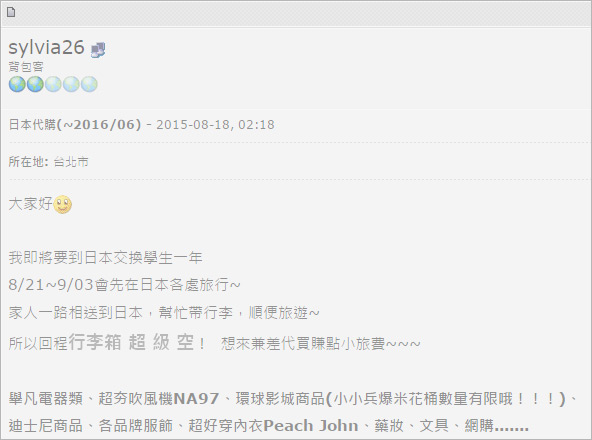 sylvia26
背包客
日本代購(~2016/06) - 2015-08-18, 02:18
所在地: 台北市
大家好
我即將要到日本交換學生一年
8/21~9/03會先在日本各處旅行~
家人一路相送到日本，幫忙帶行李，順便旅遊~
所以回程行李箱 超 級 空！ 想來兼差代買賺點小旅費~~~
舉凡電器類、超夯吹風機NA97、環球影城商品(小小兵爆米花桶數量有限哦！！！)、
迪士尼商品、各品牌服飾、超好穿內衣Peach John、藥妝、文具、網購.......